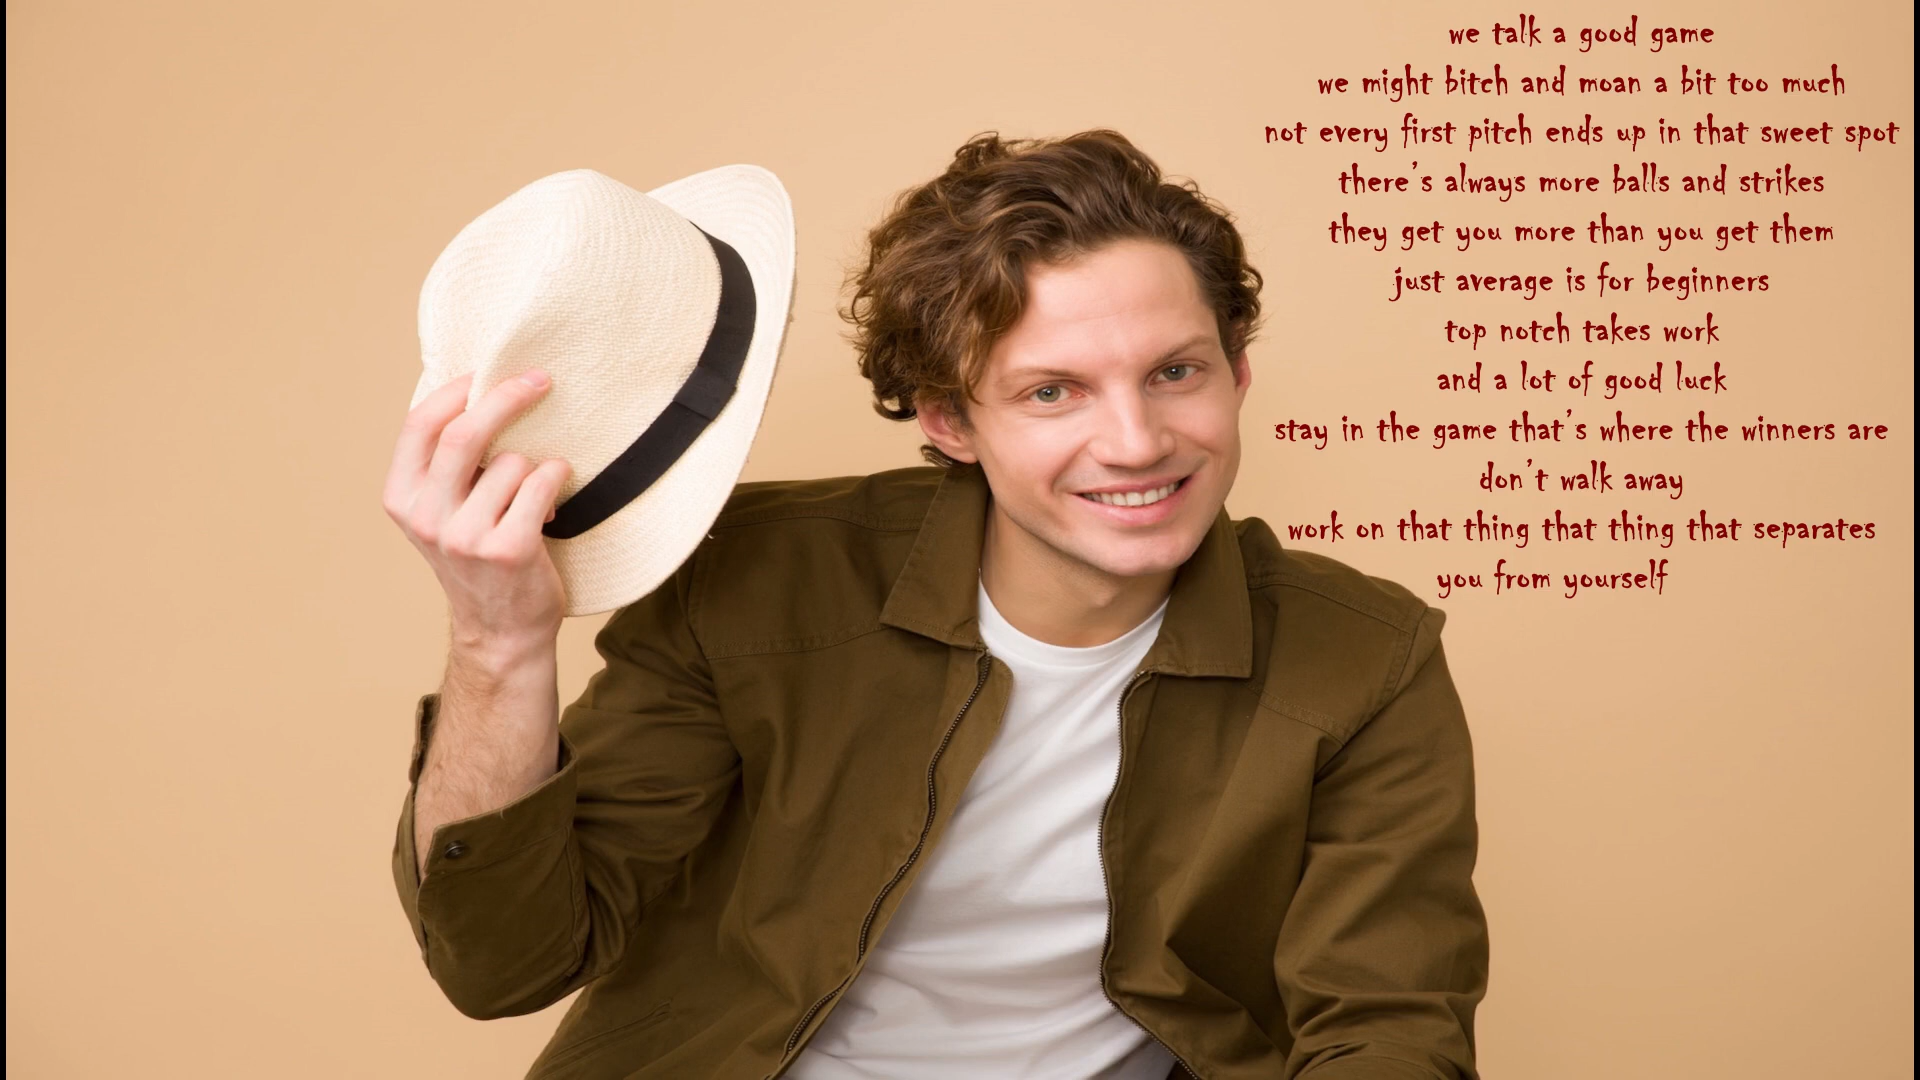 we talk a good game
we might bitch and moan a bit too much
not every first pitch ends up in that sweet spot
there's always more balls and strikes
they get you more than you get them
just average is for beginners
top notch takes work
and a lot of good luck
stay in the game that's where the winners are
don't walk away
work on that thing that thing that separates
you from yourself